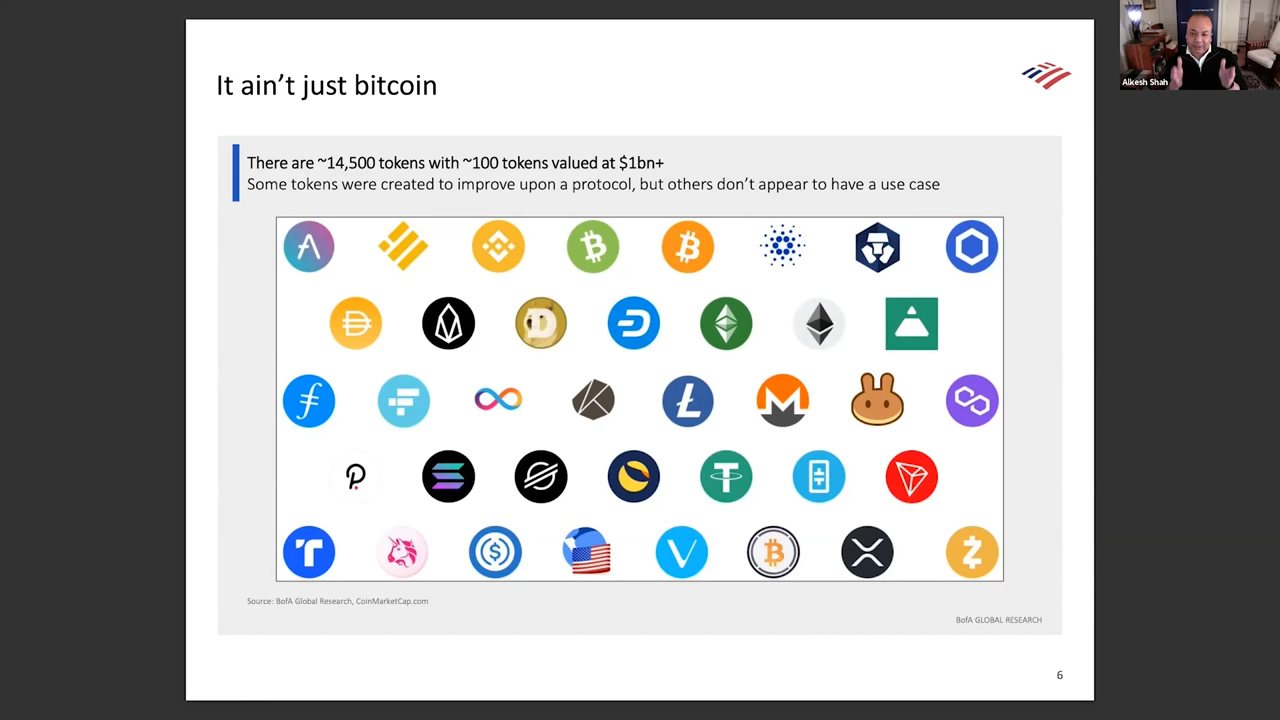 It ain't just bitcoin
Alkesh Shah
There are ~14,500 tokens with ~100 tokens valued at $1bn+
Some tokens were created to improve upon a protocol, but others don't appear to have a use case
Source: BofA Global Research, CoinMarketCap.com
BofA GLOBAL RESEARCH
6